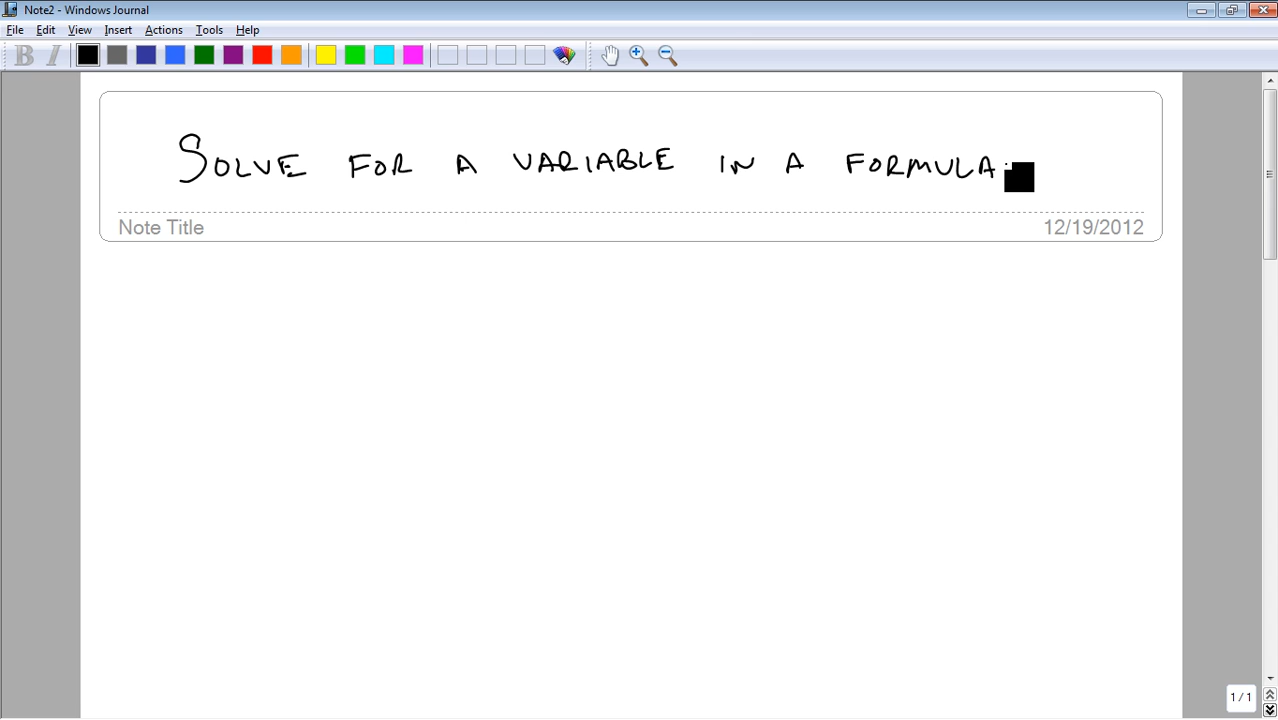 Note2 - Windows Journal
File Edit View Insert Actions Tools Help
B I
SOLVE FOR A VARIABLE IN A FORMULA
Note Title 12/19/2012
1 / 1